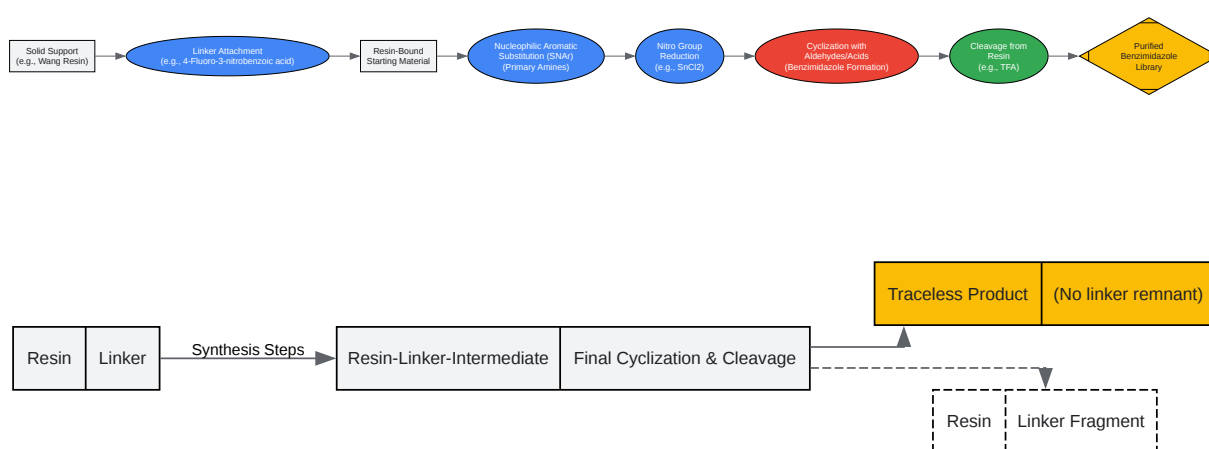 Solid Support
(e.g., Wang Resin)
Linker Attachment
(e.g., 4-Fluoro-3-nitrobenzoic acid)
Resin-Bound
Starting Material
Nucleophilic Aromatic
Substitution (SNAr)
(Primary Amines)
Nitro Group
Reduction
(e.g., SnCl2)
Cyclization with
Aldehydes/Acids
(Benzimidazole Formation)
Cleavage from
Resin
(e.g., TFA)
Purified
Benzimidazole
Library
Traceless Product
(No linker remnant)
Resin
Linker
Synthesis Steps
Resin-Linker-Intermediate
Final Cyclization & Cleavage
Resin
Linker Fragment